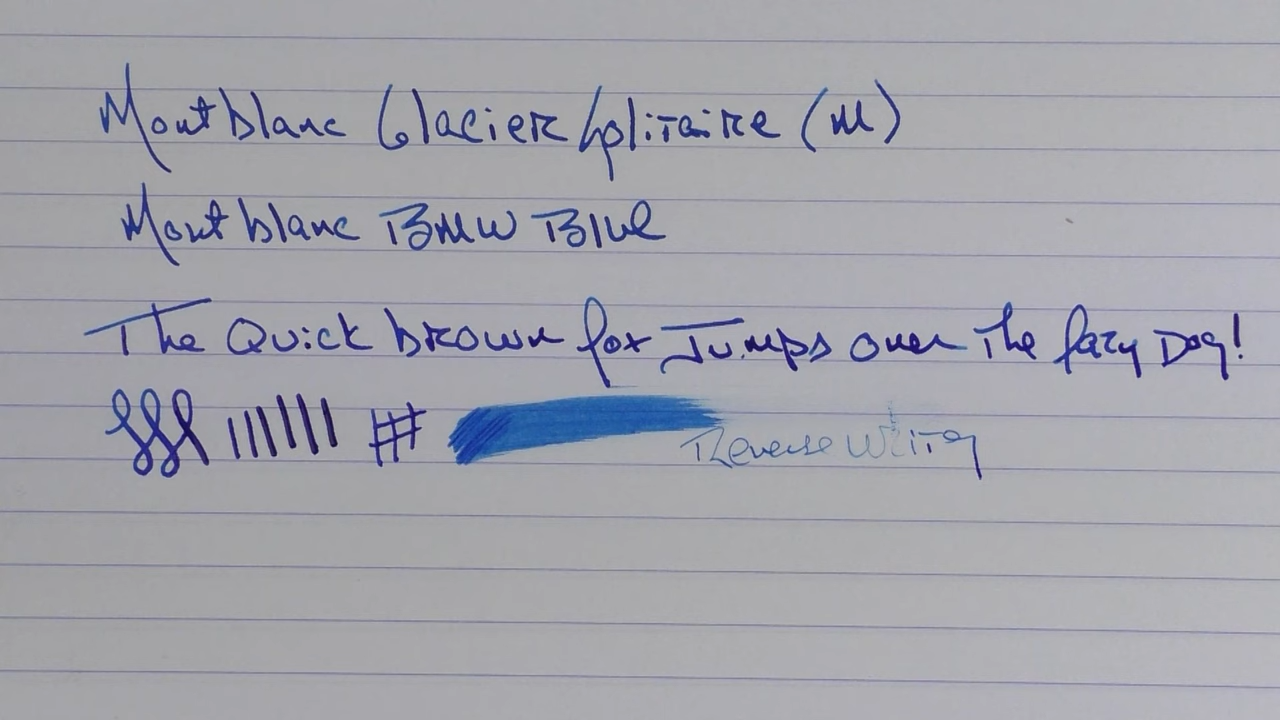 Montblanc Glacier Solitaire (M)
Montblanc BMW Blue
The Quick brown fox Jumps over The lazy Dog!
Reverse Writing